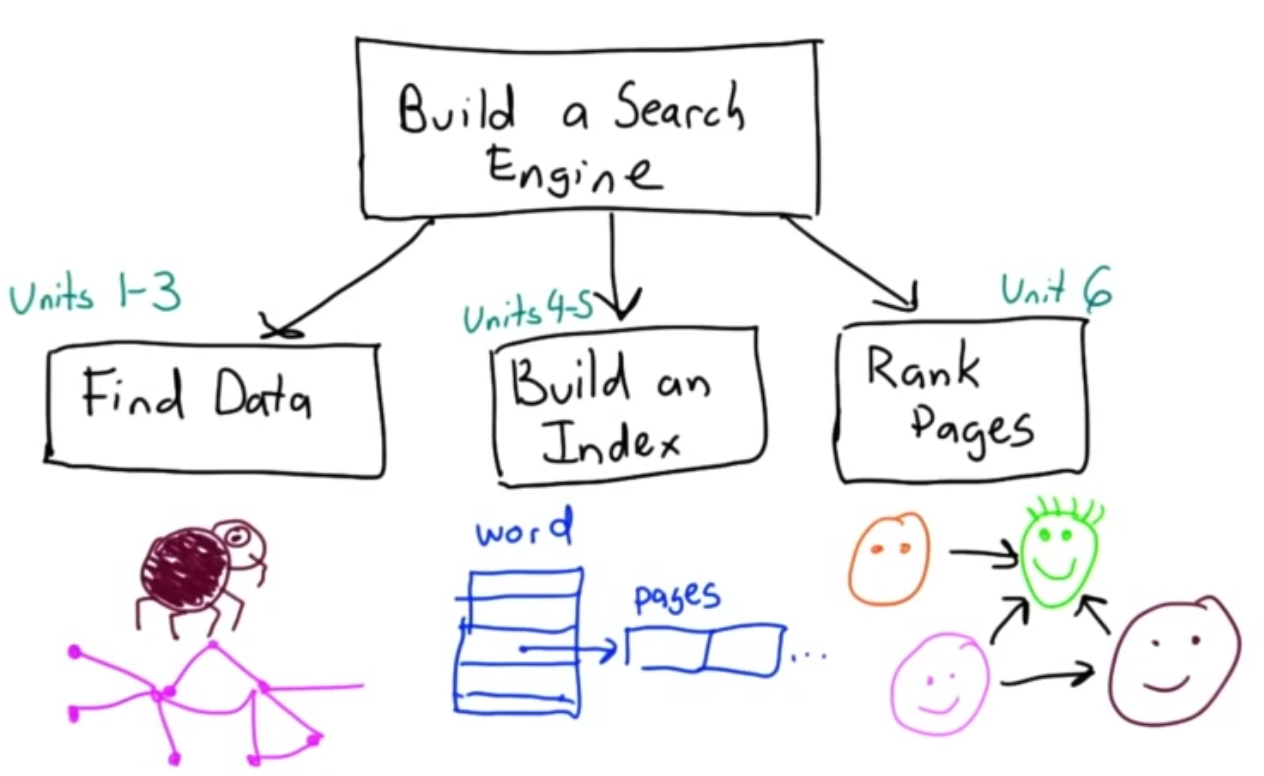 Build a Search
Engine
Units 1-3
Units 4-5
Unit 6
Find Data
Build an
Index
Rank
Pages
word
pages
...